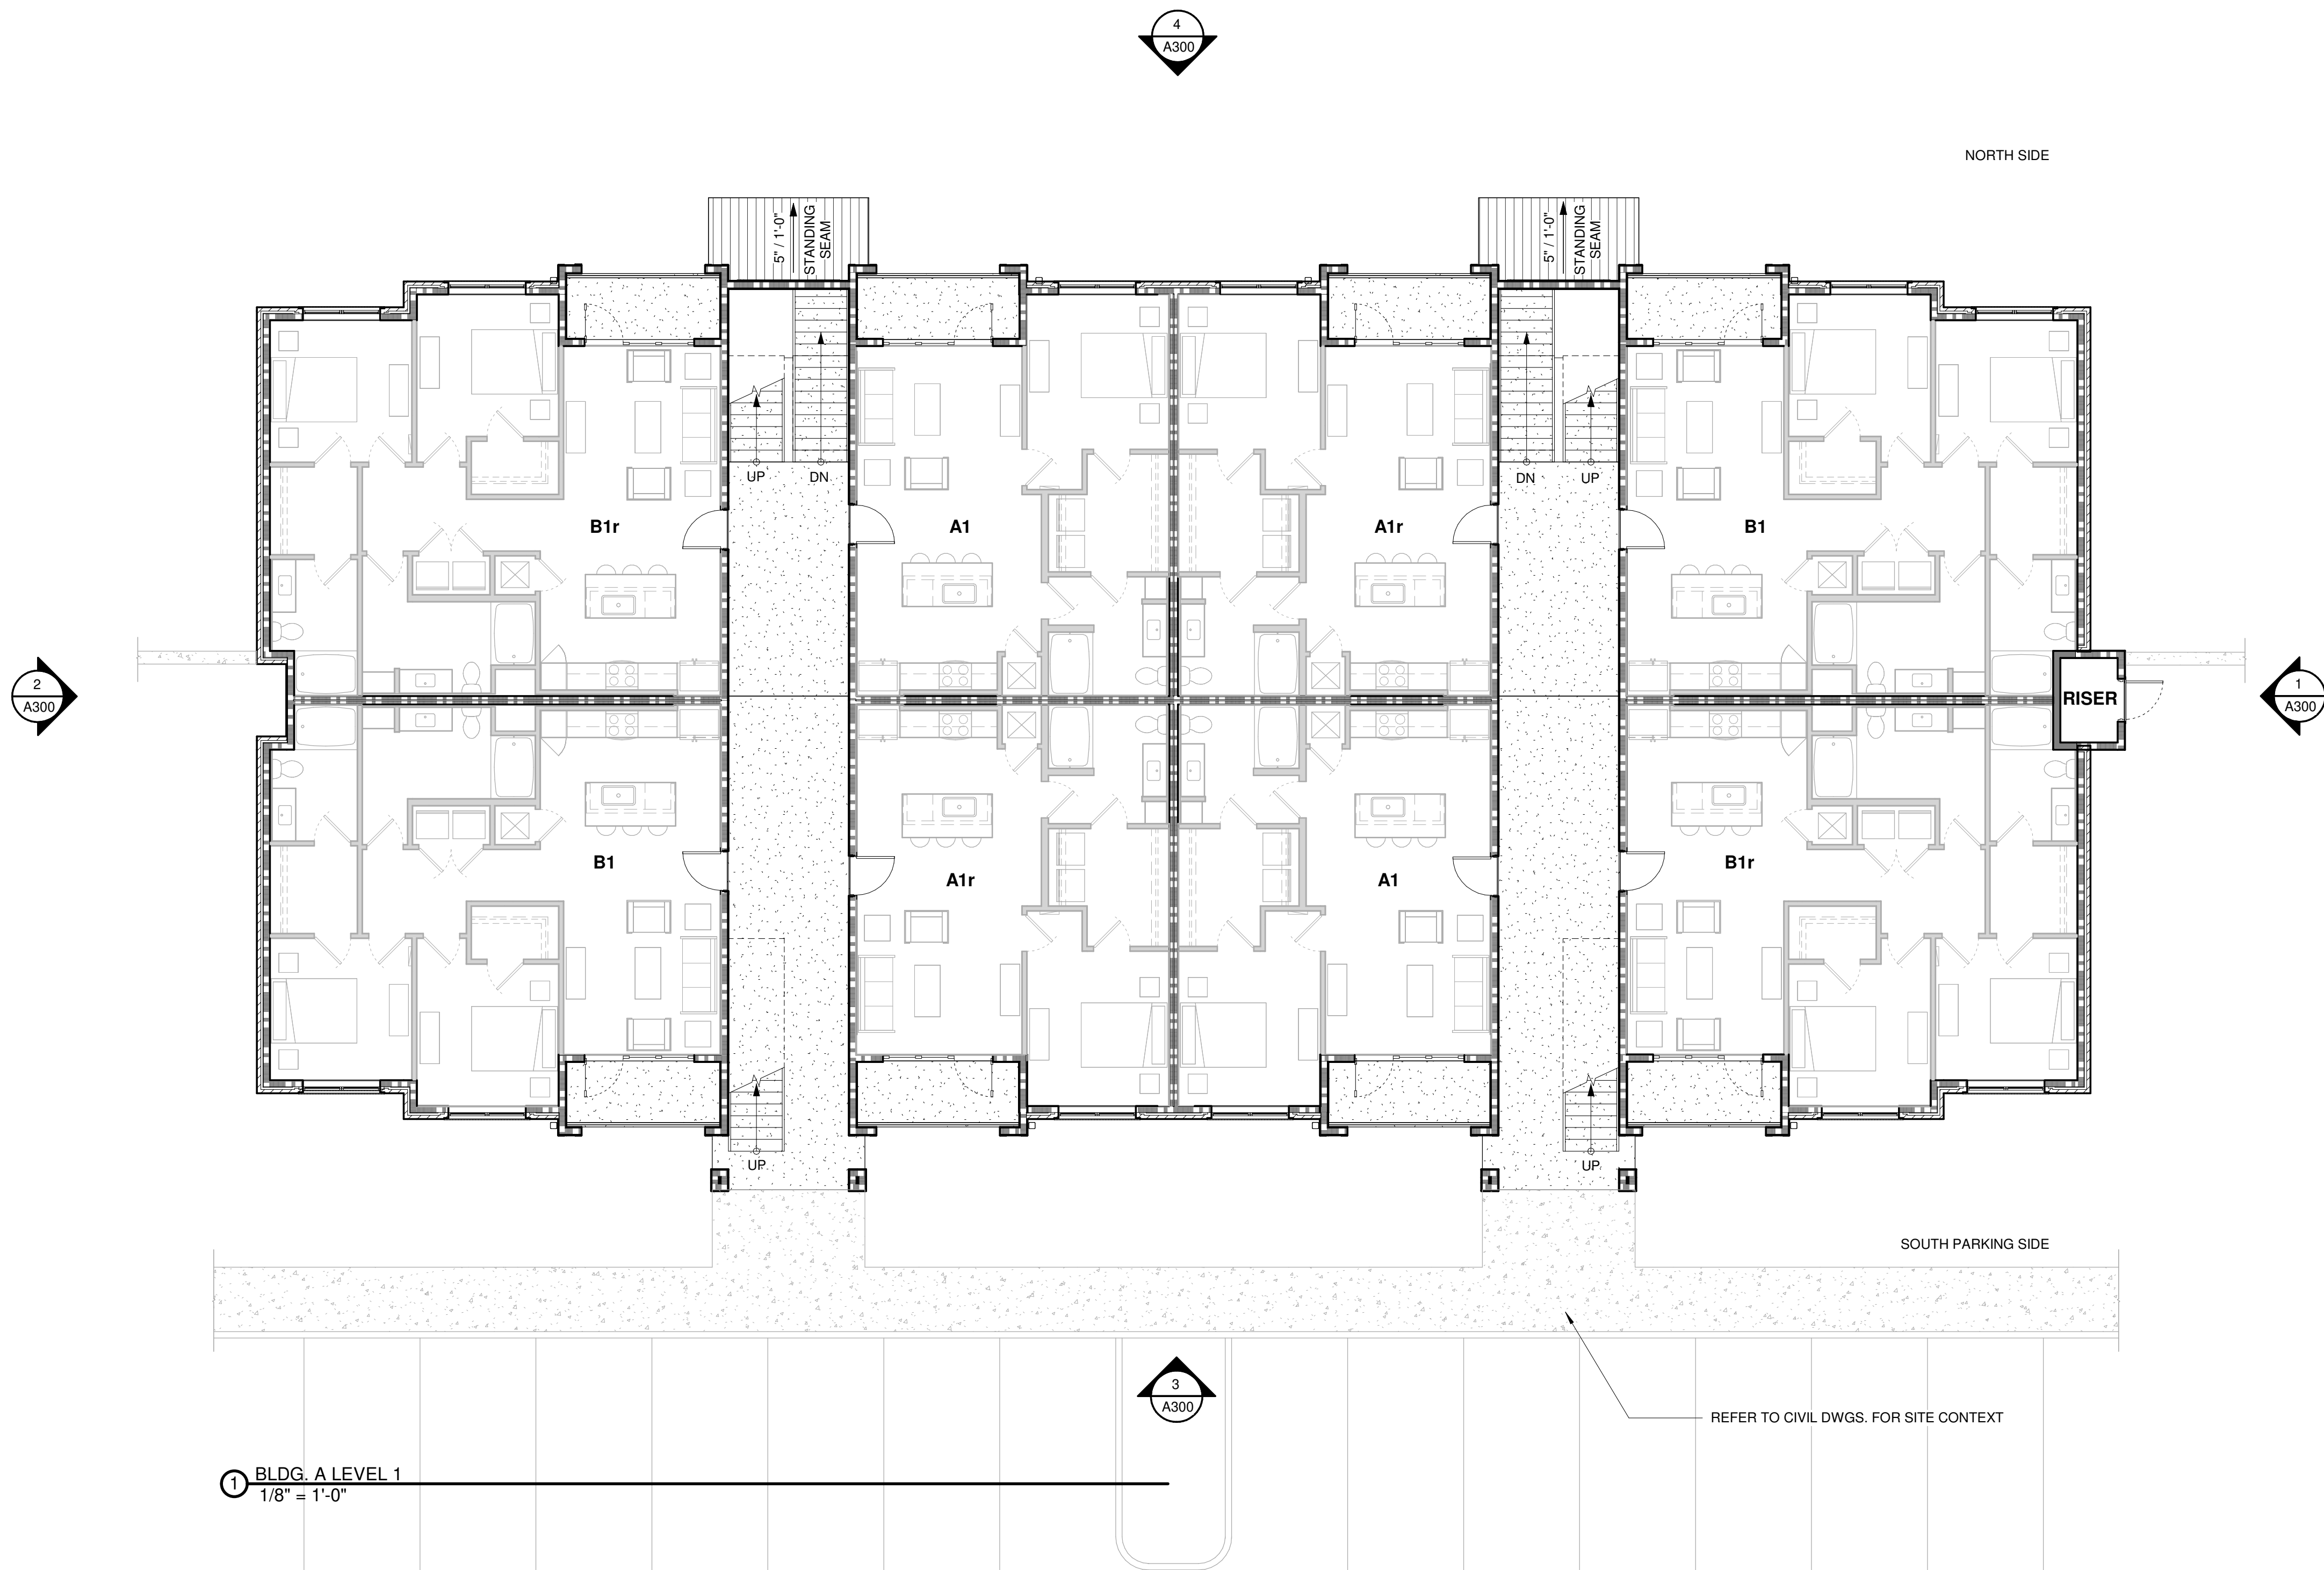 4
A300
NORTH SIDE
5" / 1'-0"
STANDING
SEAM
5" / 1'-0"
STANDING
SEAM
UP
DN
DN
UP
B1r
A1
A1r
B1
2
A300
RISER
1
A300
B1
A1r
A1
B1r
UP
UP
SOUTH PARKING SIDE
3
A300
REFER TO CIVIL DWGS. FOR SITE CONTEXT
1
BLDG. A LEVEL 1
1/8" = 1'-0"